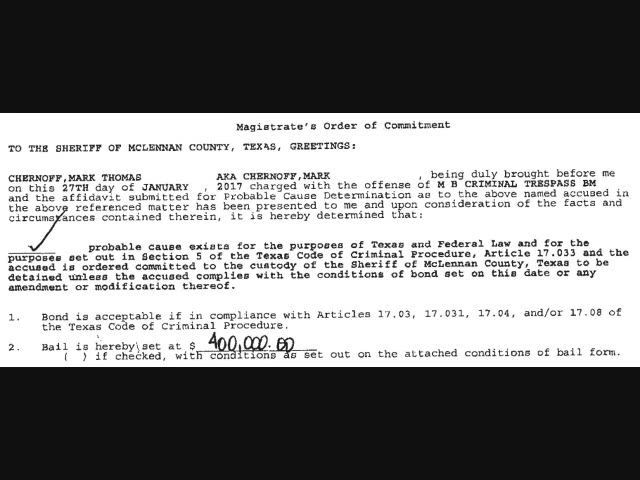 Magistrate's Order of Commitment
TO THE SHERIFF OF MCLENNAN COUNTY, TEXAS, GREETINGS:
CHERNOFF,MARK THOMAS AKA CHERNOFF,MARK , being duly brought before me
on this 27TH day of JANUARY , 2017 charged with the offense of M B CRIMINAL TRESPASS BM
and the affidavit submitted for Probable Cause Determination as to the above named accused in
the above referenced matter has been presented to me and upon consideration of the facts and
circumstances contained therein, it is hereby determined that:
probable cause exists for the purposes of Texas and Federal Law and for the
purposes set out in Section 5 of the Texas Code of Criminal Procedure, Article 17.033 and the
accused is ordered committed to the custody of the Sheriff of McLennan County, Texas to be
detained unless the accused complies with the conditions of bond set on this date or any
amendment or modification thereof.
1. Bond is acceptable if in compliance with Articles 17.03, 17.031, 17.04, and/or 17.08 of
the Texas Code of Criminal Procedure.
2. Bail is hereby set at $ 400,000.00
( ) if checked, with conditions as set out on the attached conditions of bail form.